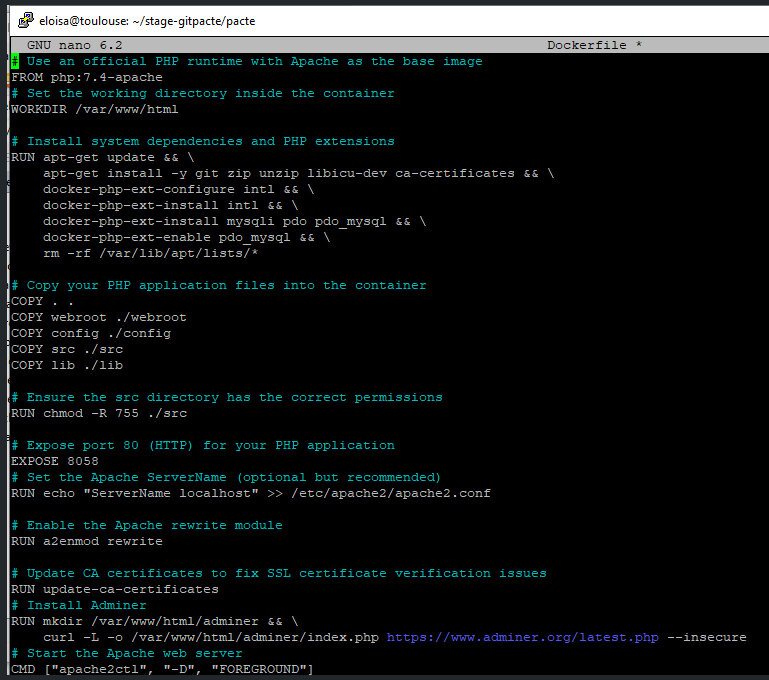 eloisa@toulouse: ~/stage-gitpacte/pacte
GNU nano 6.2 Dockerfile *
# Use an official PHP runtime with Apache as the base image
FROM php:7.4-apache
# Set the working directory inside the container
WORKDIR /var/www/html
# Install system dependencies and PHP extensions
RUN apt-get update && \
    apt-get install -y git zip unzip libicu-dev ca-certificates && \
    docker-php-ext-configure intl && \
    docker-php-ext-install intl && \
    docker-php-ext-install mysqli pdo pdo_mysql && \
    docker-php-ext-enable pdo_mysql && \
    rm -rf /var/lib/apt/lists/*
# Copy your PHP application files into the container
COPY . .
COPY webroot ./webroot
COPY config ./config
COPY src ./src
COPY lib ./lib
# Ensure the src directory has the correct permissions
RUN chmod -R 755 ./src
# Expose port 80 (HTTP) for your PHP application
EXPOSE 8058
# Set the Apache ServerName (optional but recommended)
RUN echo "ServerName localhost" >> /etc/apache2/apache2.conf
# Enable the Apache rewrite module
RUN a2enmod rewrite
# Update CA certificates to fix SSL certificate verification issues
RUN update-ca-certificates
# Install Adminer
RUN mkdir /var/www/html/adminer && \
    curl -L -o /var/www/html/adminer/index.php https://www.adminer.org/latest.php --insecure
# Start the Apache web server
CMD ["apache2ctl", "-D", "FOREGROUND"]